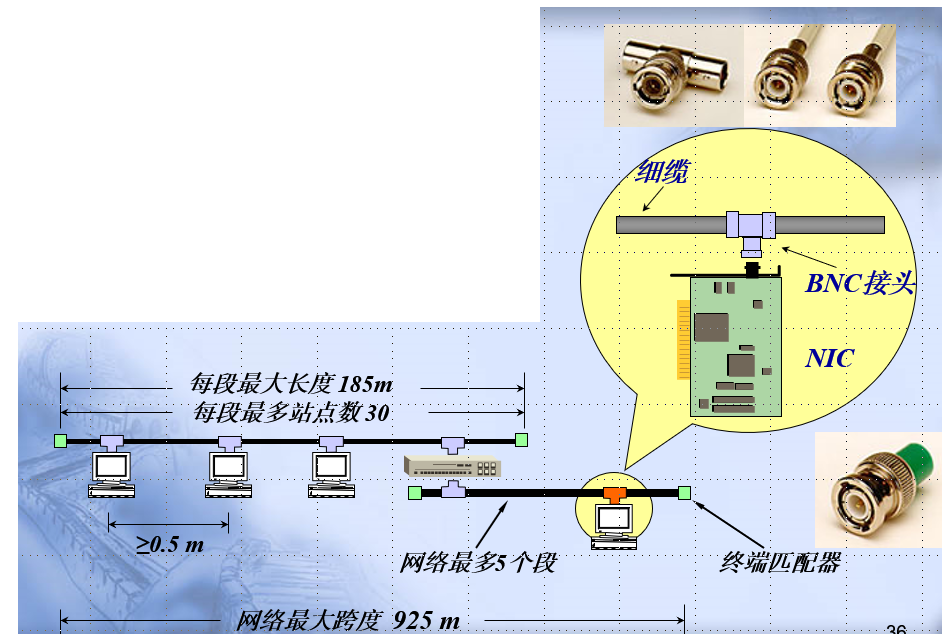 细缆
BNC接头
NIC
每段最大长度 185m
每段最多站点数 30
≥0.5 m
网络最多5个段
终端匹配器
网络最大跨度 925 m
36